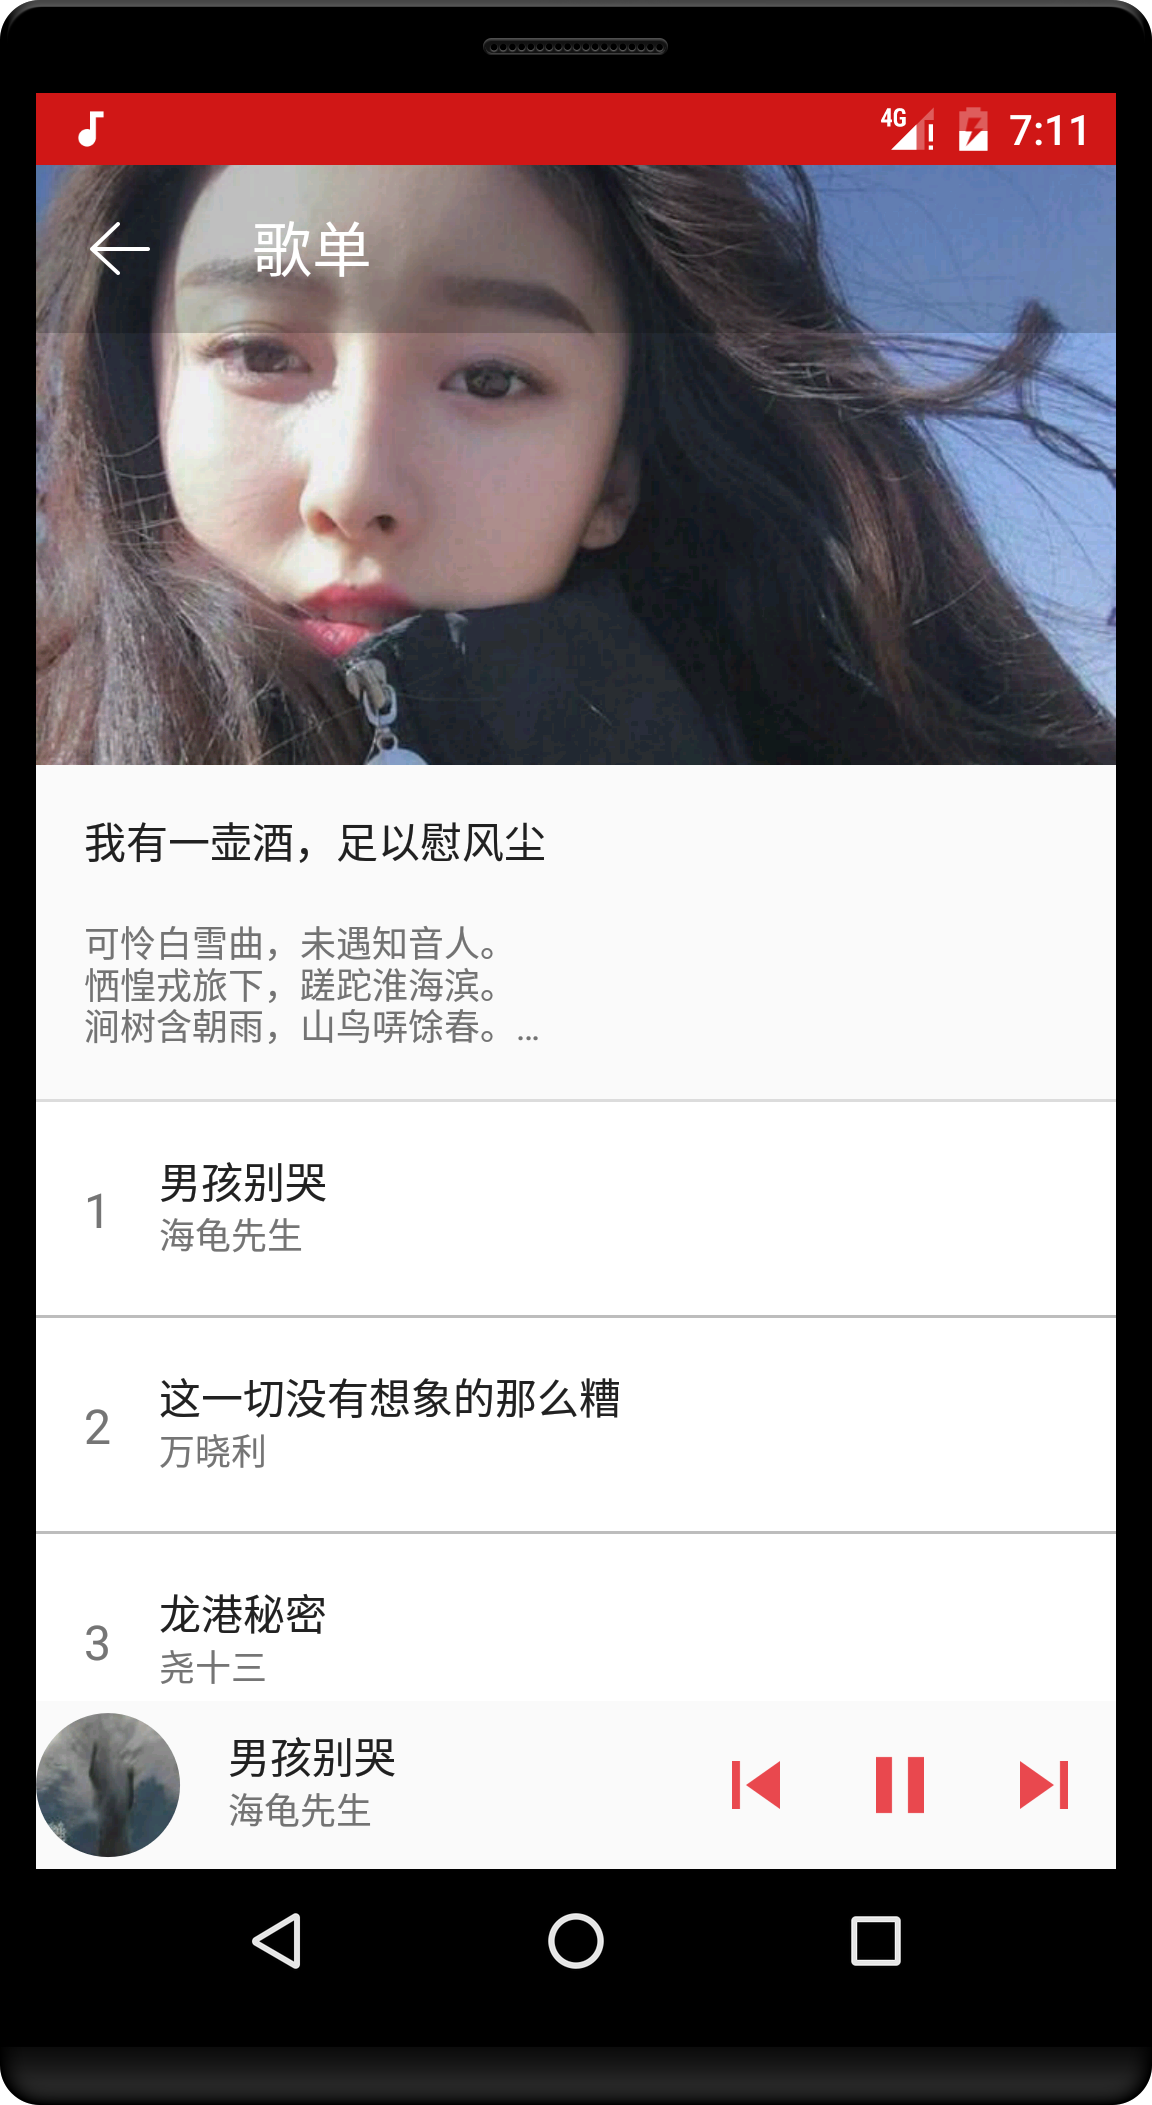 4G 7:11
歌单
我有一壶酒，足以慰风尘
可怜白雪曲，未遇知音人。
恓惶戎旅下，蹉跎淮海滨。
涧树含朝雨，山鸟哢馀春。...
1
男孩别哭
海龟先生
2
这一切没有想象的那么糟
万晓利
3
龙港秘密
尧十三
男孩别哭
海龟先生